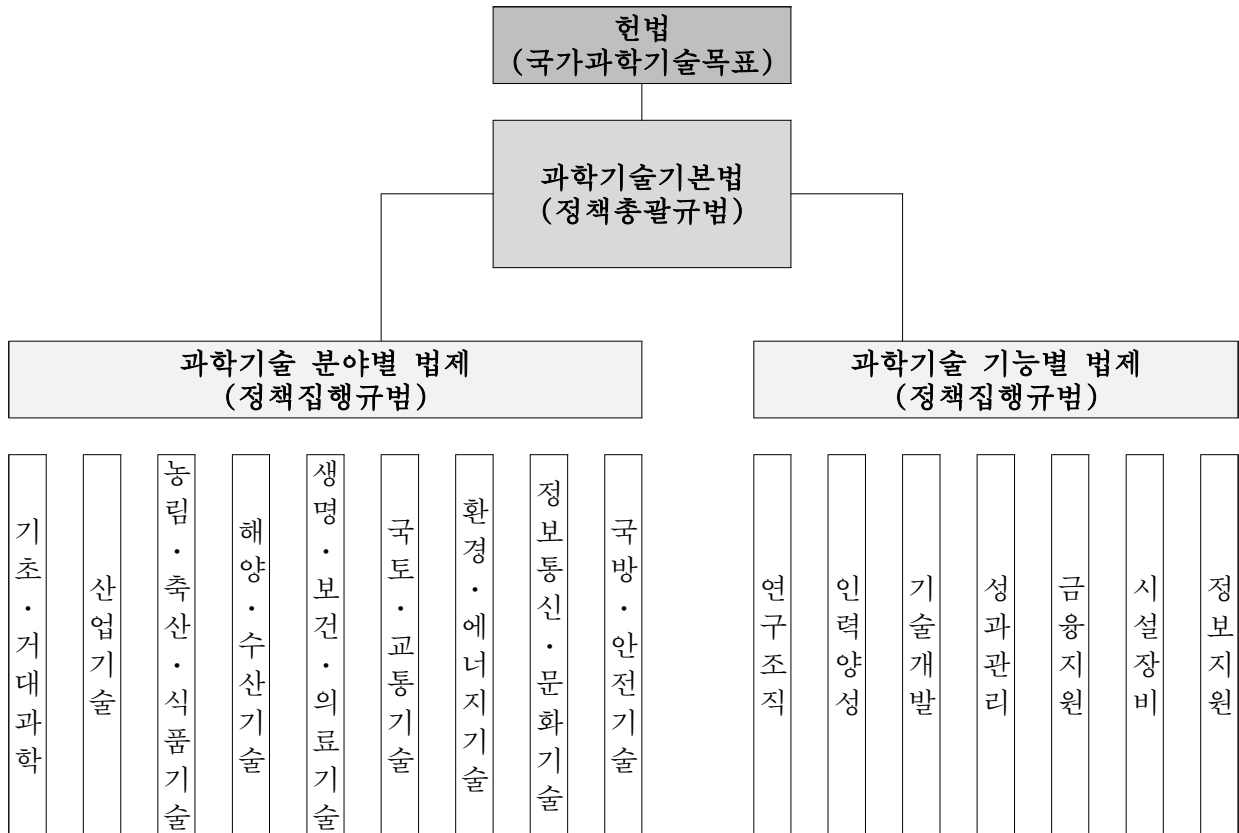 헌법
(국가과학기술목표)
과학기술기본법
(정책총괄규범)
과학기술 분야별 법제
(정책집행규범)
과학기술 기능별 법제
(정책집행규범)
기초·거대과학
산업기술
농림·축산·식품기술
해양·수산기술
생명·보건·의료기술
국토·교통기술
환경·에너지기술
정보통신·문화기술
국방·안전기술
연구조직
인력양성
기술개발
성과관리
금융지원
시설장비
정보지원